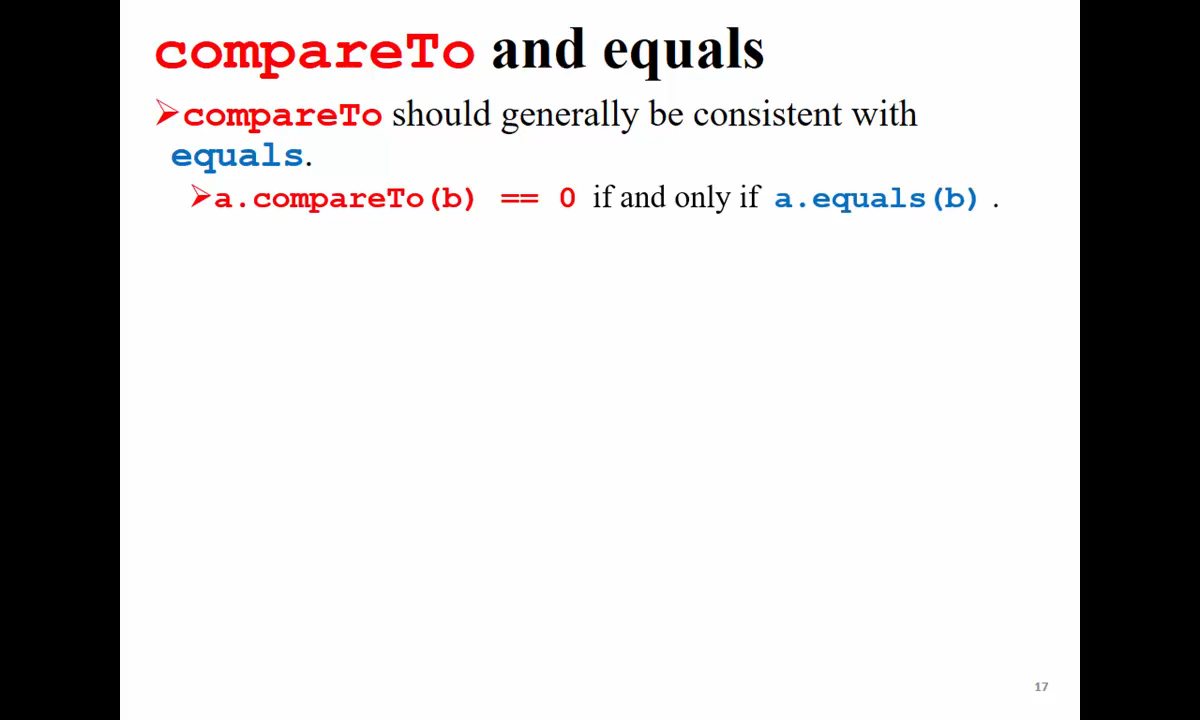 compareTo and equals
➢compareTo should generally be consistent with
equals.
➢a.compareTo(b) == 0 if and only if a.equals(b) .
17